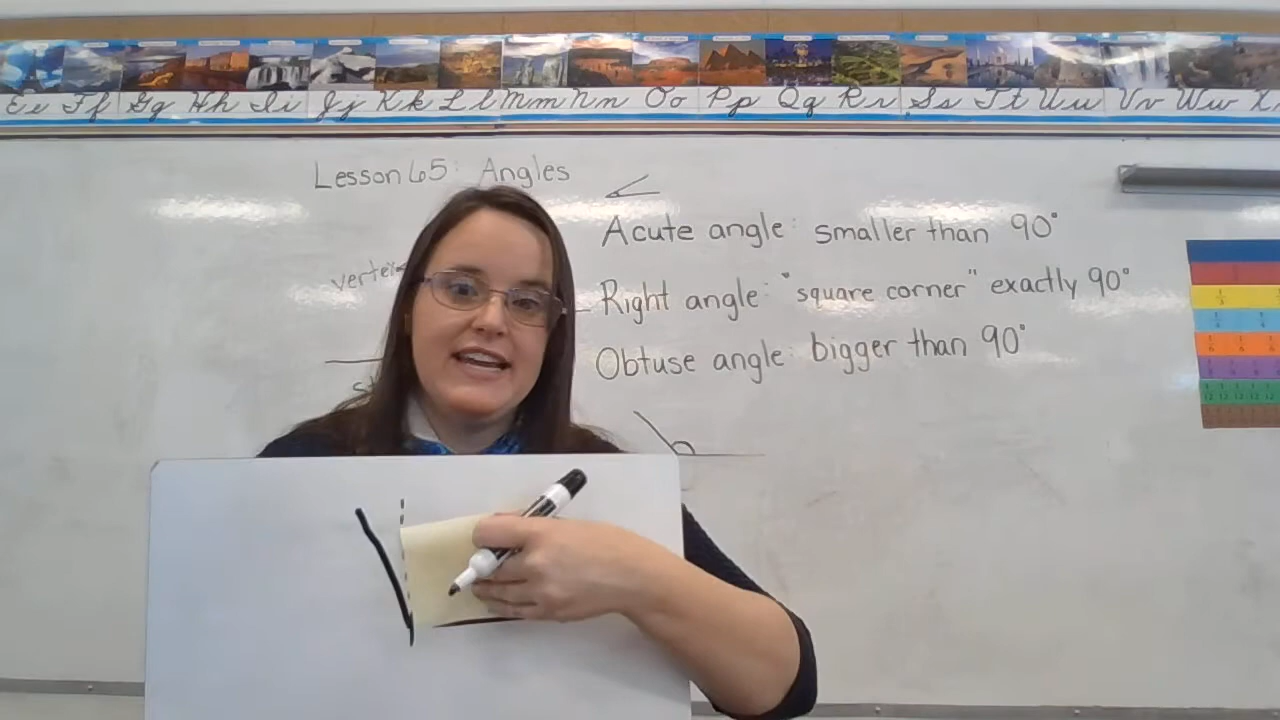 Ee Ff Gg Hh Ii Jj Kk Ll Mm Nn Oo Pp Qq Rr Ss Tt Uu Vv Ww X
Lesson 65: Angles
Acute angle: smaller than 90°
vertex
Right angle: "square corner" exactly 90°
Obtuse angle: bigger than 90°